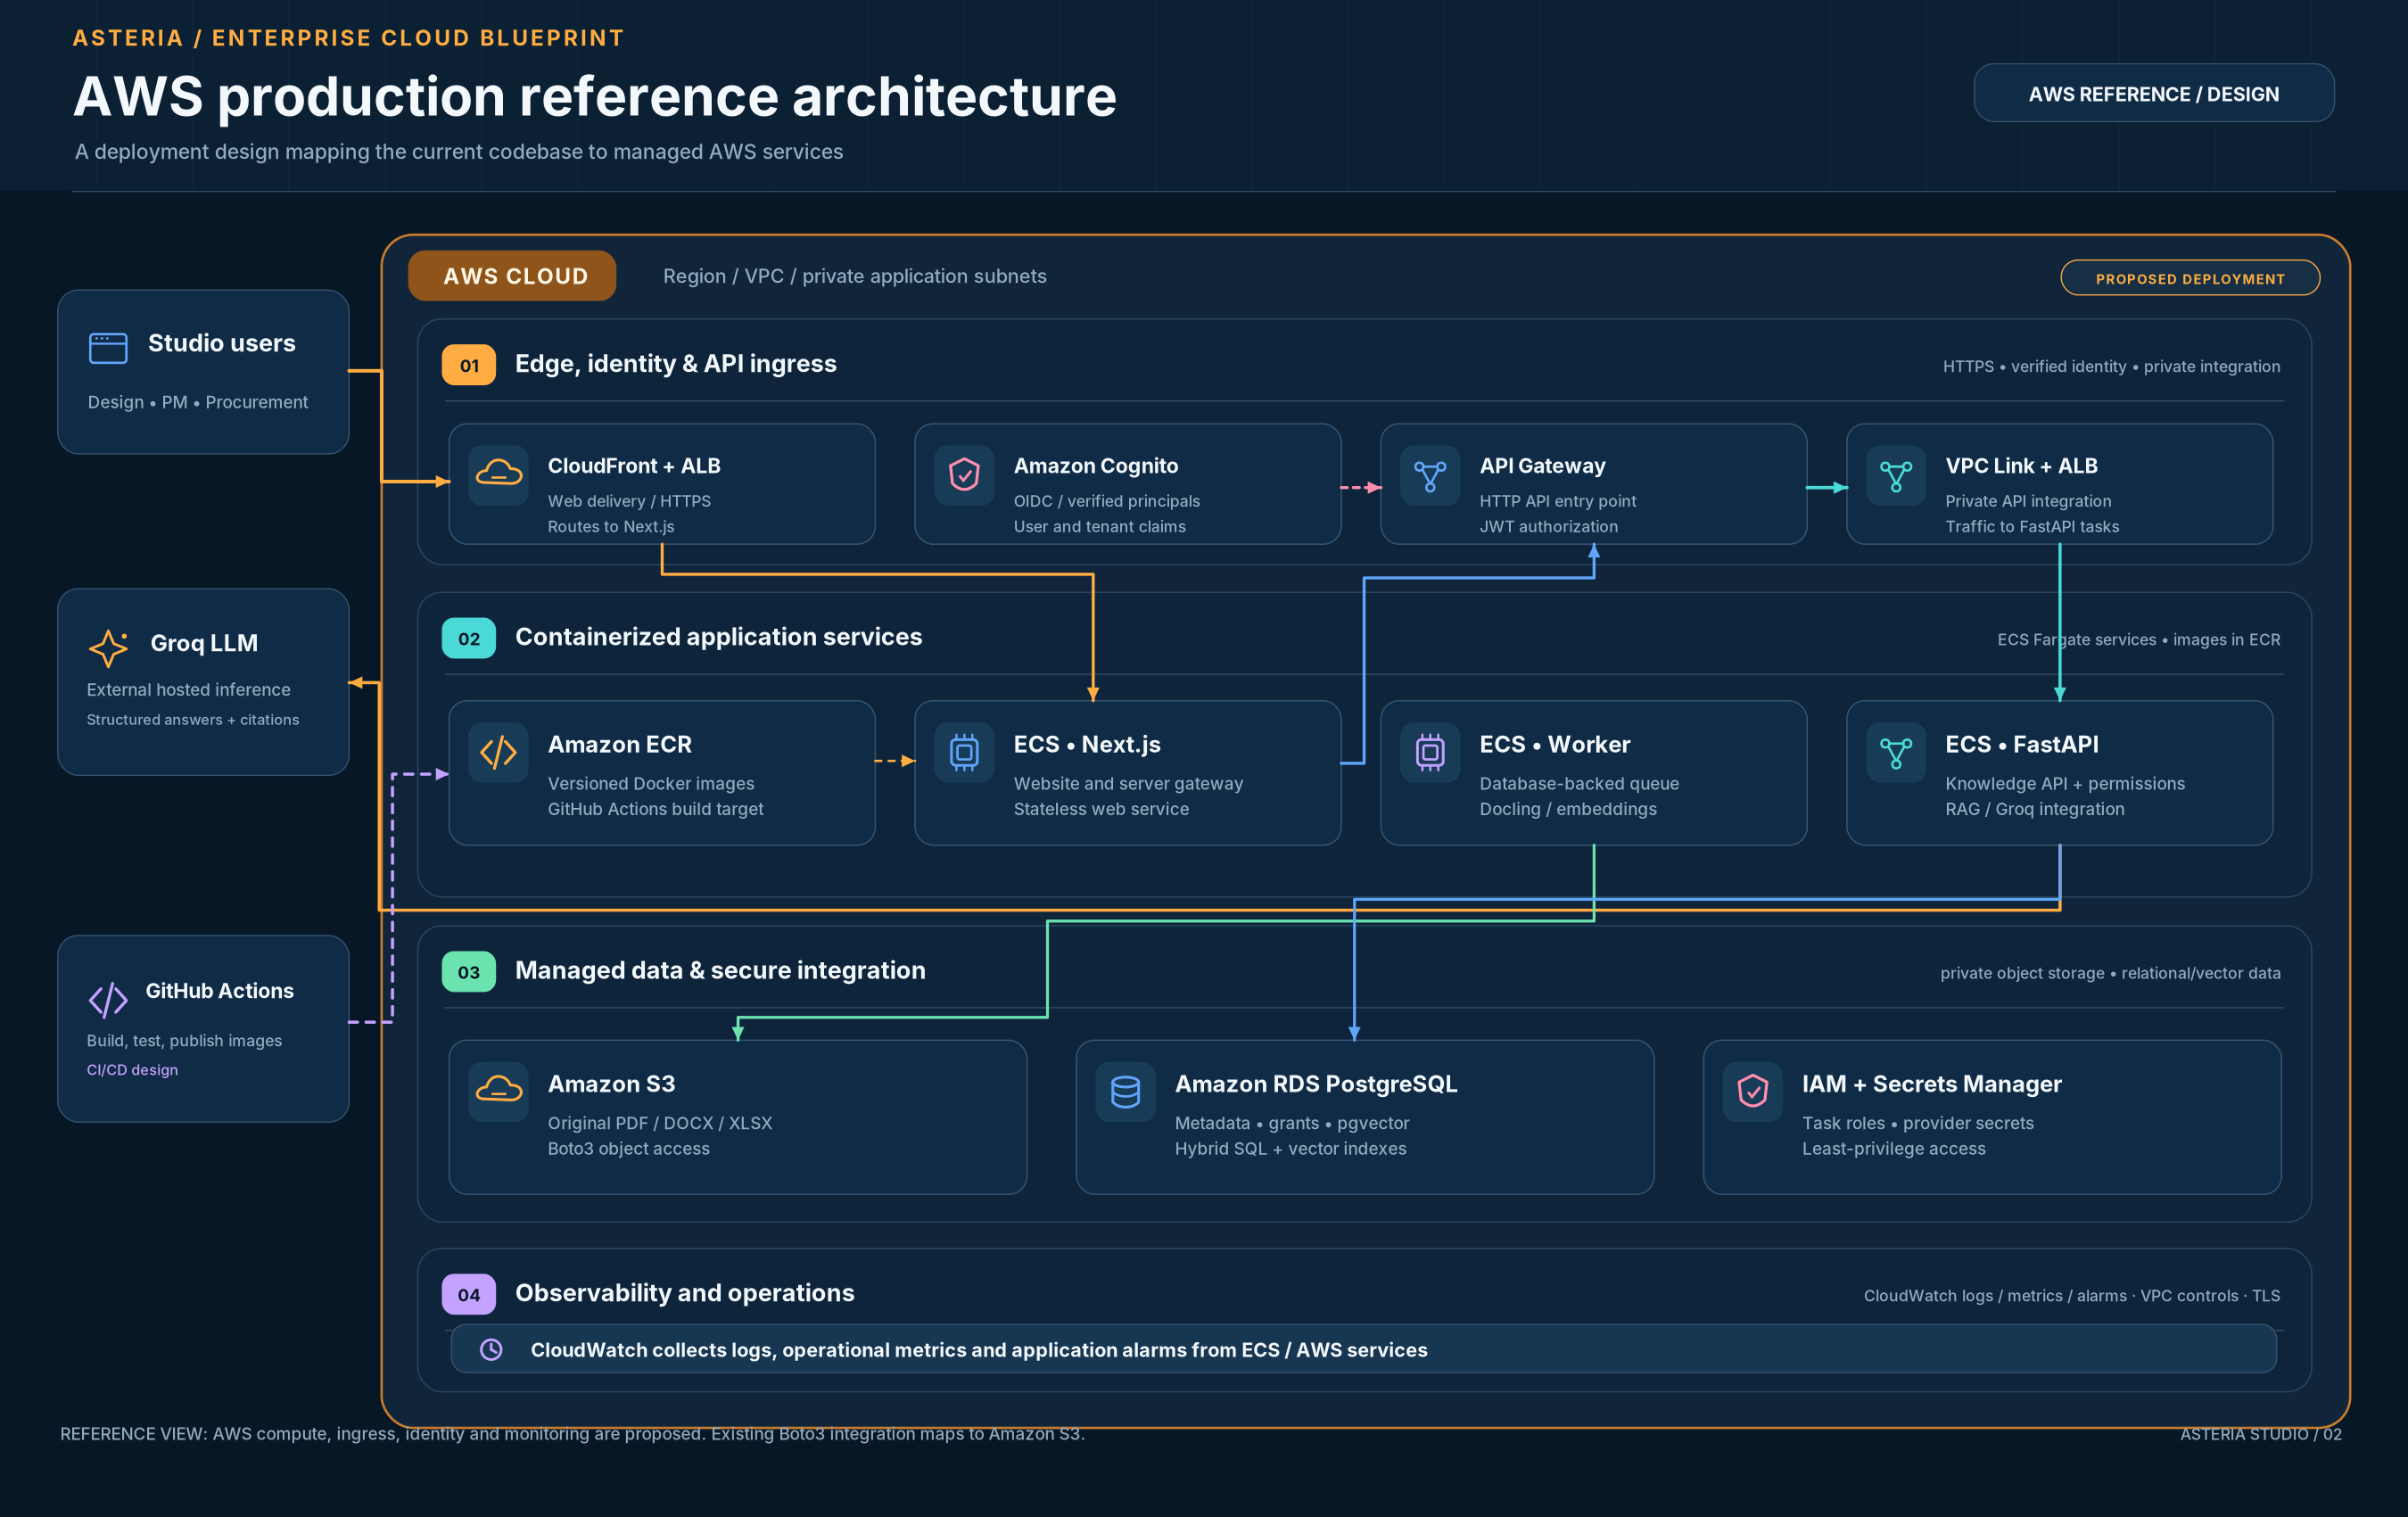 ASTERIA / ENTERPRISE CLOUD BLUEPRINT
AWS production reference architecture
A deployment design mapping the current codebase to managed AWS services
AWS REFERENCE / DESIGN
AWS CLOUD
Region / VPC / private application subnets
PROPOSED DEPLOYMENT
Studio users
Design • PM • Procurement
Groq LLM
External hosted inference
Structured answers + citations
GitHub Actions
Build, test, publish images
CI/CD design
01
Edge, identity & API ingress
HTTPS • verified identity • private integration
CloudFront + ALB
Web delivery / HTTPS
Routes to Next.js
Amazon Cognito
OIDC / verified principals
User and tenant claims
API Gateway
HTTP API entry point
JWT authorization
VPC Link + ALB
Private API integration
Traffic to FastAPI tasks
02
Containerized application services
ECS Fargate services • images in ECR
Amazon ECR
Versioned Docker images
GitHub Actions build target
ECS • Next.js
Website and server gateway
Stateless web service
ECS • Worker
Database-backed queue
Docling / embeddings
ECS • FastAPI
Knowledge API + permissions
RAG / Groq integration
03
Managed data & secure integration
private object storage • relational/vector data
Amazon S3
Original PDF / DOCX / XLSX
Boto3 object access
Amazon RDS PostgreSQL
Metadata • grants • pgvector
Hybrid SQL + vector indexes
IAM + Secrets Manager
Task roles • provider secrets
Least-privilege access
04
Observability and operations
CloudWatch logs / metrics / alarms · VPC controls · TLS
CloudWatch collects logs, operational metrics and application alarms from ECS / AWS services
REFERENCE VIEW: AWS compute, ingress, identity and monitoring are proposed. Existing Boto3 integration maps to Amazon S3.
ASTERIA STUDIO / 02